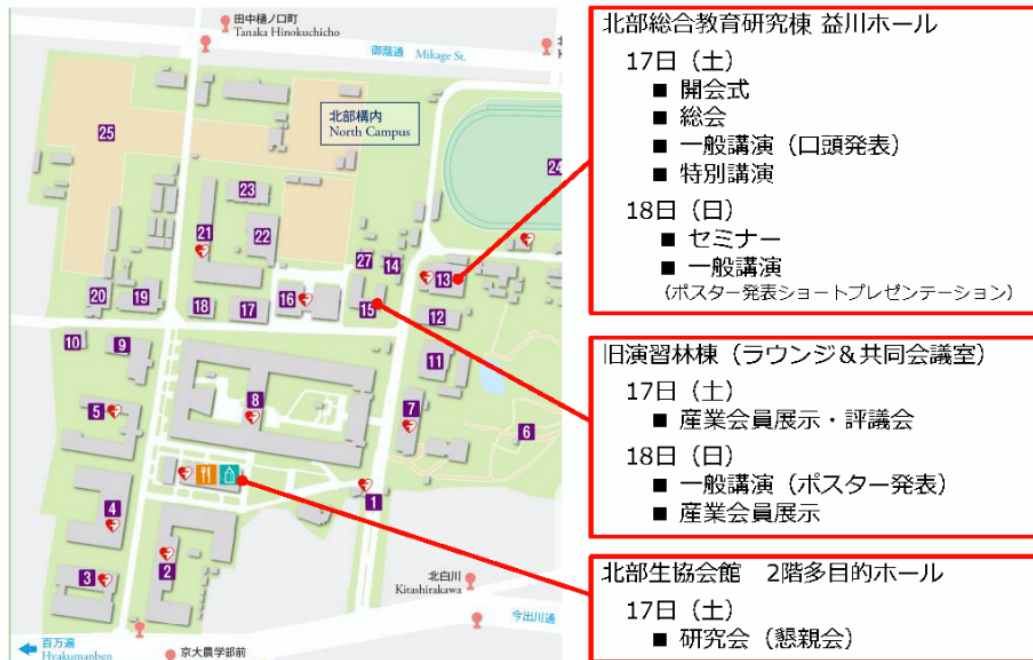 田中樋ノ口町
Tanaka Hinokuchicho
御蔭通 Mikage St.
北部構内
North Campus
25
24
23
22
21
27
14
13
20
19
18
17
16
15
12
10
9
11
8
7
5
6
4
1
3
2
北白川
Kitashirakawa
今出川通
百万遍
Hyakumanben
京大農学部前
北部総合教育研究棟 益川ホール
17日（土）
■ 開会式
■ 総会
■ 一般講演（口頭発表）
■ 特別講演
18日（日）
■ セミナー
■ 一般講演
（ポスター発表ショートプレゼンテーション）
旧演習林棟（ラウンジ＆共同会議室）
17日（土）
■ 産業会員展示・評議会
18日（日）
■ 一般講演（ポスター発表）
■ 産業会員展示
北部生協会館　2階多目的ホール
17日（土）
■ 研究会（懇親会）